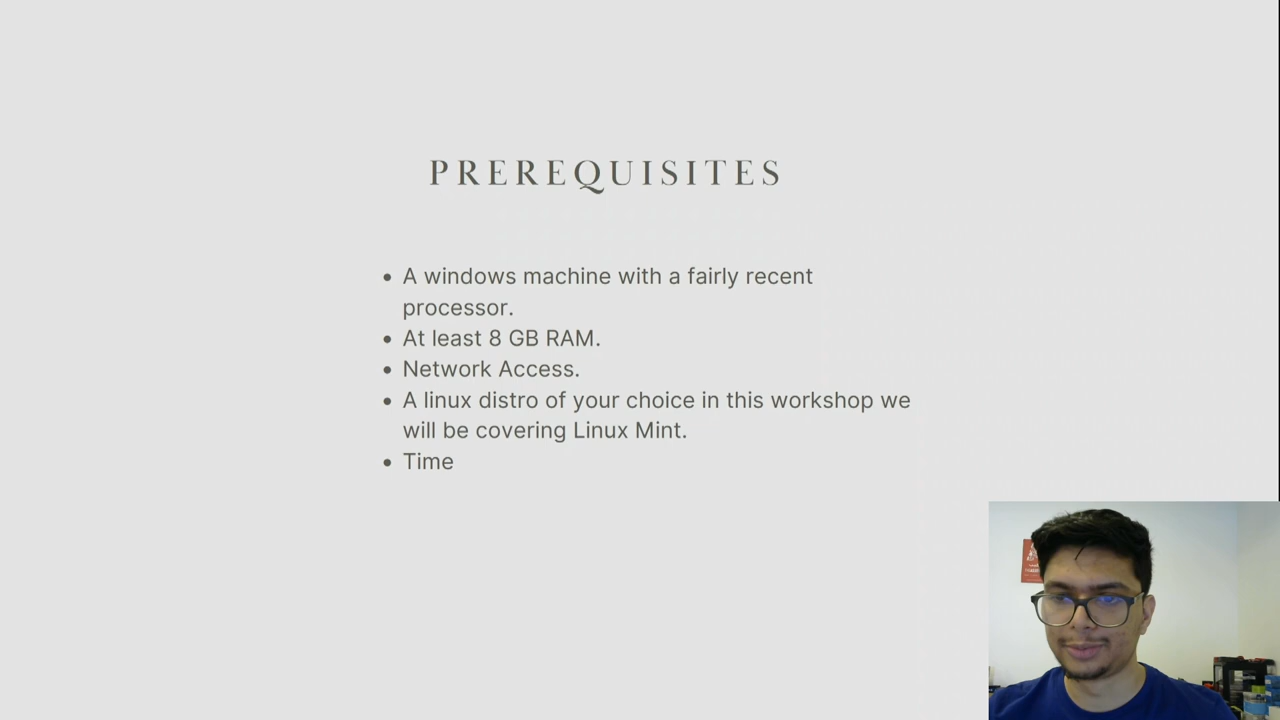 PREREQUISITES
• A windows machine with a fairly recent
processor.
• At least 8 GB RAM.
• Network Access.
• A linux distro of your choice in this workshop we
will be covering Linux Mint.
• Time